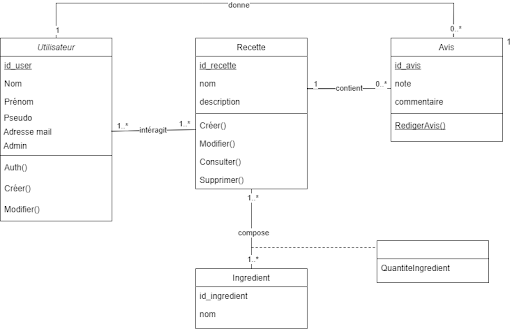 donne
1
0..*
Utilisateur
id_user
Nom
Prénom
Pseudo
Adresse mail
Admin
Auth()
Créer()
Modifier()
1..*
intéragit
1..*
Recette
id_recette
nom
description
Créer()
Modifier()
Consulter()
Supprimer()
1
contient
0..*
Avis
1
id_avis
note
commentaire
RedigerAvis()
1..*
compose
1..*
QuantiteIngredient
Ingredient
id_ingredient
nom